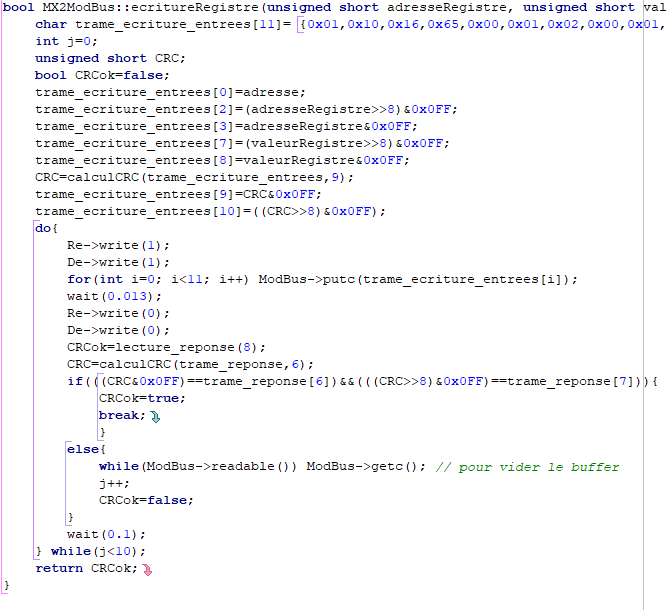 bool MX2ModBus::ecritureRegistre(unsigned short adresseRegistre, unsigned short val
char trame_ecriture_entrees[11]= {0x01,0x10,0x16,0x65,0x00,0x01,0x02,0x00,0x01,
int j=0;
unsigned short CRC;
bool CRCok=false;
trame_ecriture_entrees[0]=adresse;
trame_ecriture_entrees[2]=(adresseRegistre>>8)&0x0FF;
trame_ecriture_entrees[3]=adresseRegistre&0x0FF;
trame_ecriture_entrees[7]=(valeurRegistre>>8)&0x0FF;
trame_ecriture_entrees[8]=valeurRegistre&0x0FF;
CRC=calculCRC(trame_ecriture_entrees,9);
trame_ecriture_entrees[9]=CRC&0x0FF;
trame_ecriture_entrees[10]=((CRC>>8)&0x0FF);
do{
Re->write(1);
De->write(1);
for(int i=0; i<11; i++) ModBus->putc(trame_ecriture_entrees[i]);
wait(0.013);
Re->write(0);
De->write(0);
CRCok=lecture_reponse(8);
CRC=calculCRC(trame_reponse,6);
if(((CRC&0x0FF)==trame_reponse[6])&&(((CRC>>8)&0x0FF)==trame_reponse[7])){
CRCok=true;
break;
}
else{
while(ModBus->readable()) ModBus->getc(); // pour vider le buffer
j++;
CRCok=false;
}
wait(0.1);
} while(j<10);
return CRCok;
}